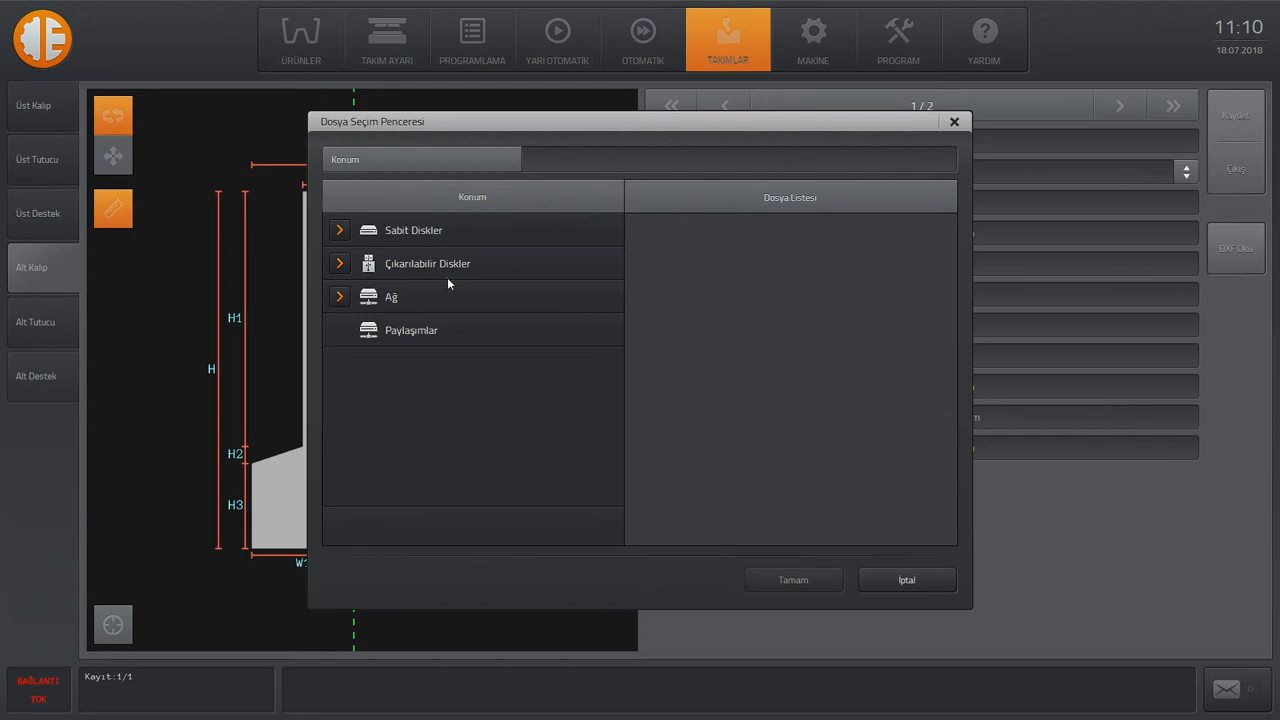 ÜRÜNLER
TAKIM AYARI
PROGRAMLAMA
YARI OTOMATİK
OTOMATİK
TAKIMLAR
MAKİNE
PROGRAM
YARDIM
11:10
18.07.2018
Üst Kalıp
Üst Tutucu
Üst Destek
Alt Kalıp
Alt Tutucu
Alt Destek
1 / 2
Kaydet
Çıkış
DXF Oku
Dosya Seçim Penceresi
Konum
Konum
Dosya Listesi
Sabit Diskler
Çıkarılabilir Diskler
Ağ
Paylaşımlar
Tamam
İptal
H1
H
H2
H3
BAĞLANTI
YOK
Kayıt:1/1
0